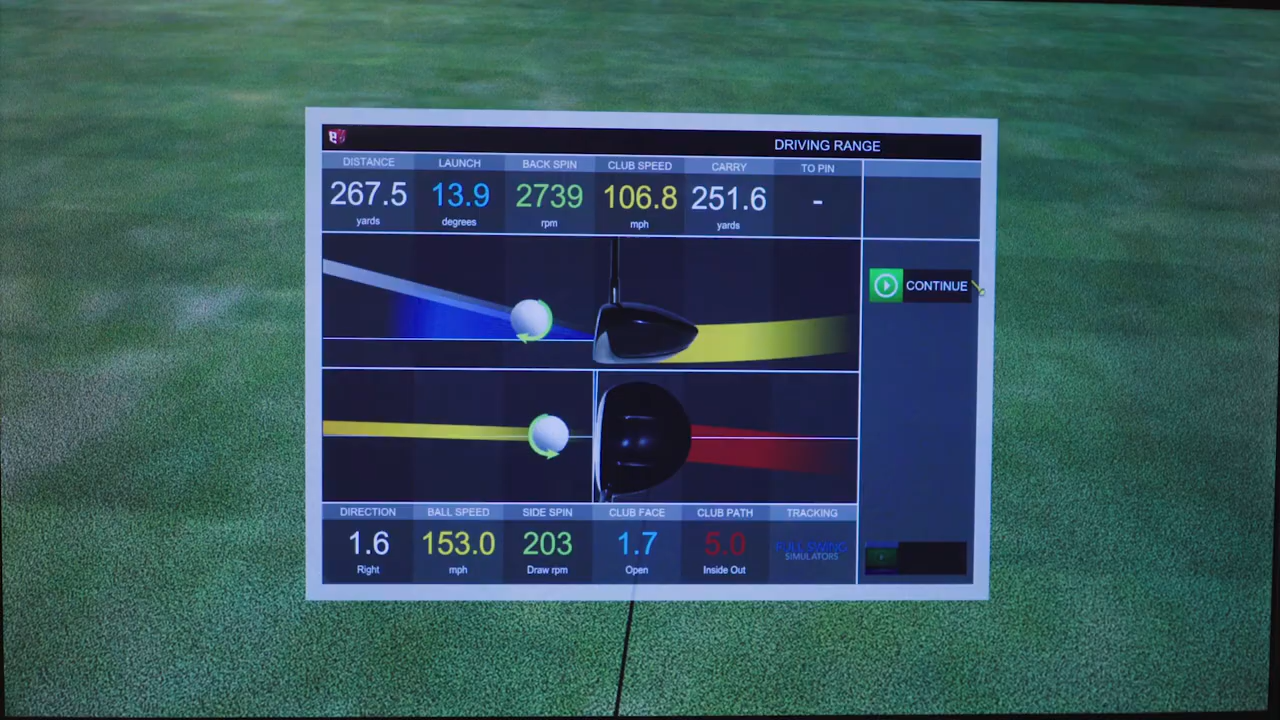 DRIVING RANGE
DISTANCE LAUNCH BACK SPIN CLUB SPEED CARRY TO PIN
267.5 13.9 2739 106.8 251.6 -
yards degrees rpm mph yards
CONTINUE
DIRECTION BALL SPEED SIDE SPIN CLUB FACE CLUB PATH TRACKING
1.6 153.0 203 1.7 5.0 FULL SWING
SIMULATORS
Right mph Draw rpm Open Inside Out